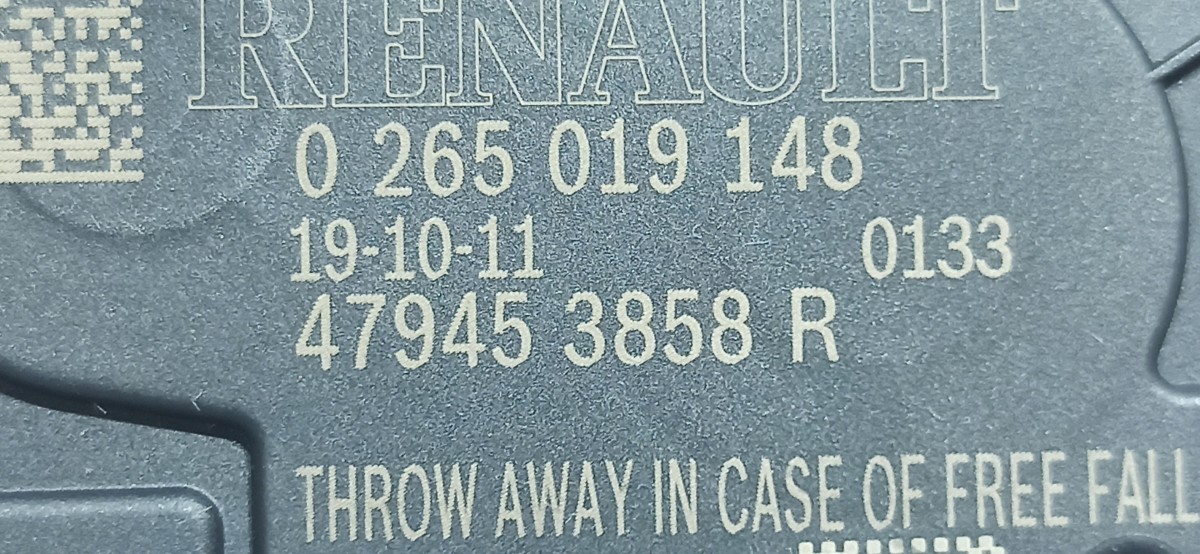 RENAULT
0 265 019 148
19-10-11 0133
47945 3858 R
THROW AWAY IN CASE OF FREE FALL